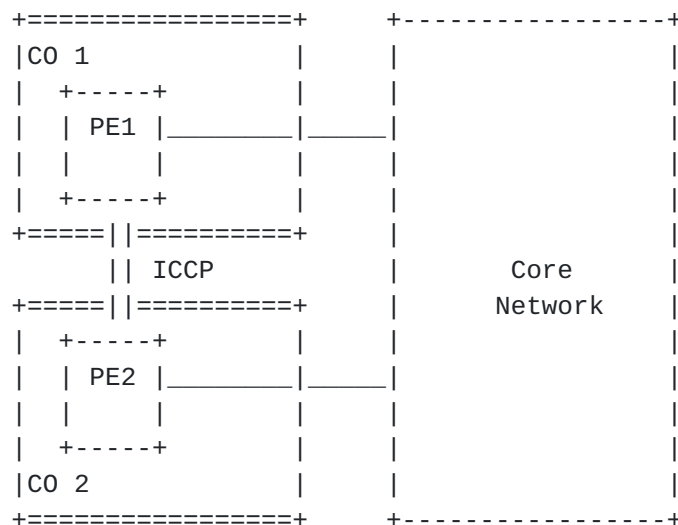 CO 1
PE1
ICCP
Core
Network
PE2
CO 2